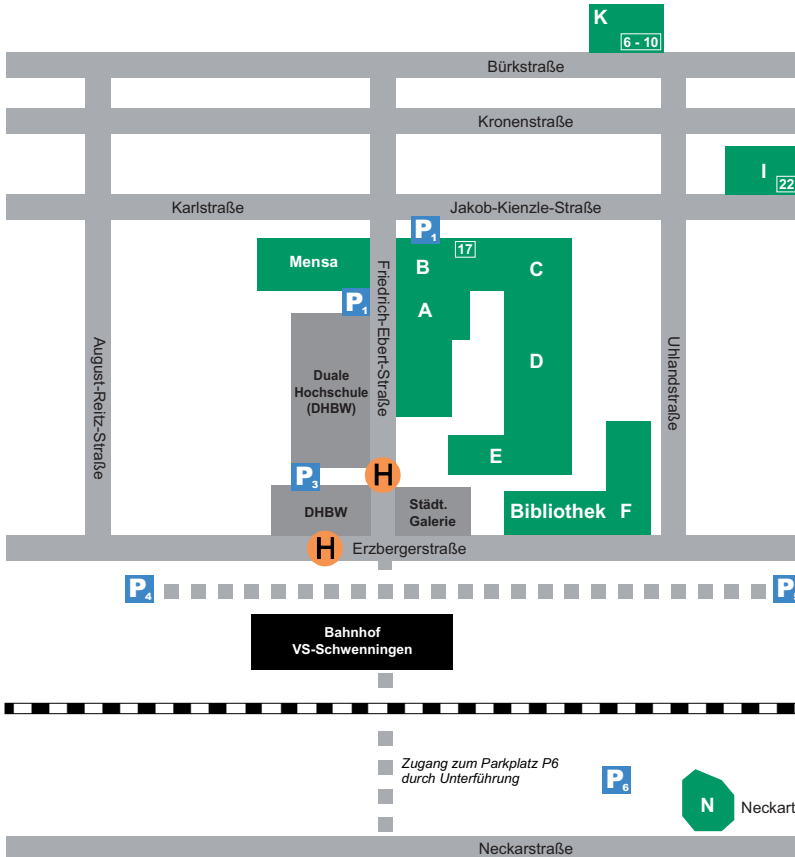 K
6 - 10
Bürkstraße
Kronenstraße
I
22
Karlstraße
Jakob-Kienzle-Straße
P1
17
Mensa
B
C
P1
A
Friedrich-Ebert-Straße
August-Reitz-Straße
Uhlandstraße
Duale
Hochschule
(DHBW)
D
E
P3
H
DHBW
Städt.
Galerie
Bibliothek F
H
Erzbergerstraße
P4
P
Bahnhof
VS-Schwenningen
Zugang zum Parkplatz P6
durch Unterführung
P6
N
Neckart
Neckarstraße